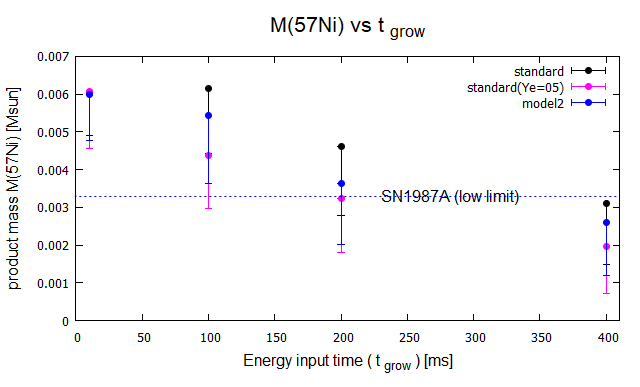 M(57Ni) vs t grow
0.007
0.006
0.005
0.004
0.003
0.002
0.001
0
product mass M(57Ni) [Msun]
standard
standard(Ye=05)
model2
SN1987A (low limit)
0 50 100 150 200 250 300 350 400
Energy input time ( t grow ) [ms]